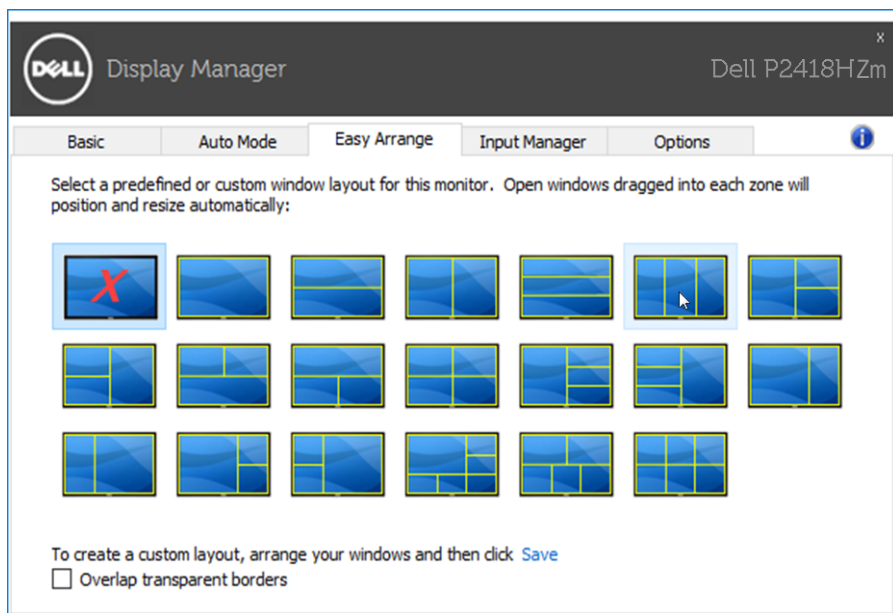 x
DELL Display Manager
Dell P2418HZm
Basic Auto Mode Easy Arrange Input Manager Options
Select a predefined or custom window layout for this monitor. Open windows dragged into each zone will
position and resize automatically:
X
To create a custom layout, arrange your windows and then click Save
Overlap transparent borders